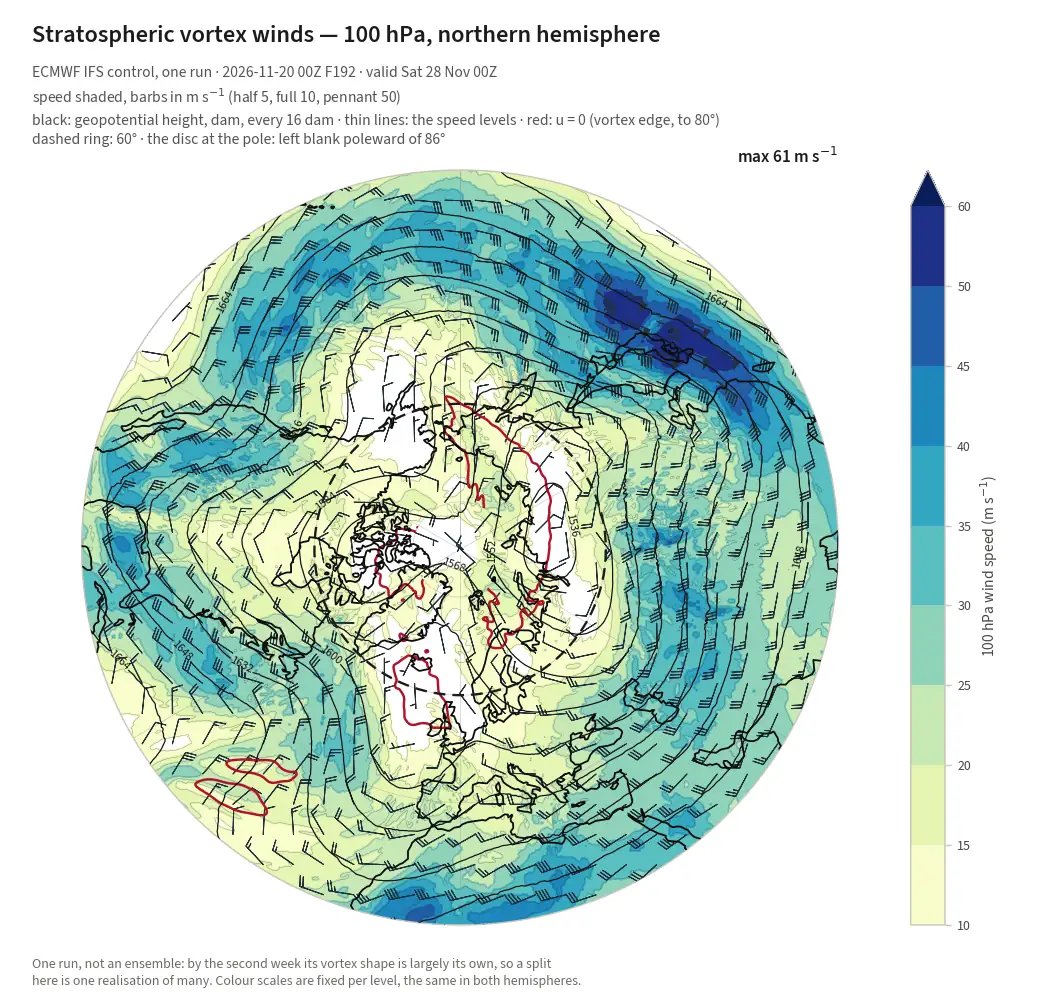 Stratospheric vortex winds — 100 hPa, northern hemisphere
ECMWF IFS control, one run · 2026-11-20 00Z F192 · valid Sat 28 Nov 00Z
speed shaded, barbs in m s⁻¹ (half 5, full 10, pennant 50)
black: geopotential height, dam, every 16 dam · thin lines: the speed levels · red: u = 0 (vortex edge, to 80°)
dashed ring: 60° · the disc at the pole: left blank poleward of 86°
max 61 m s⁻¹
1664
1664
1536
1568
1600
1648
1632
1664
60
50
45
40
35
30
25
20
15
10
100 hPa wind speed (m s⁻¹)
One run, not an ensemble: by the second week its vortex shape is largely its own, so a split
here is one realisation of many. Colour scales are fixed per level, the same in both hemispheres.